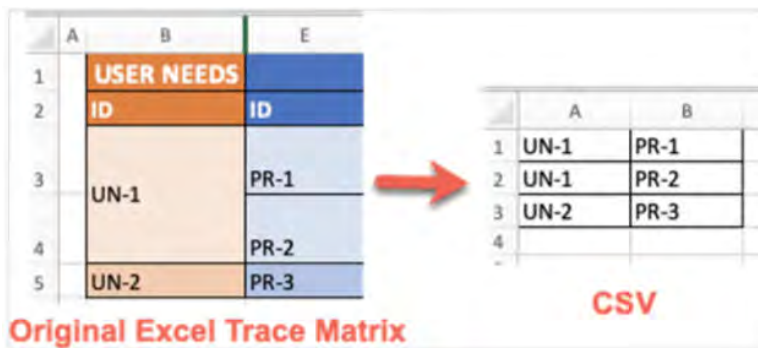 A B E
1 USER NEEDS
2 ID ID
A B
1 UN-1 PR-1
3 UN-1 PR-1
2 UN-1 PR-2
3 UN-2 PR-3
4 PR-2
4
5 UN-2 PR-3
CSV
Original Excel Trace Matrix